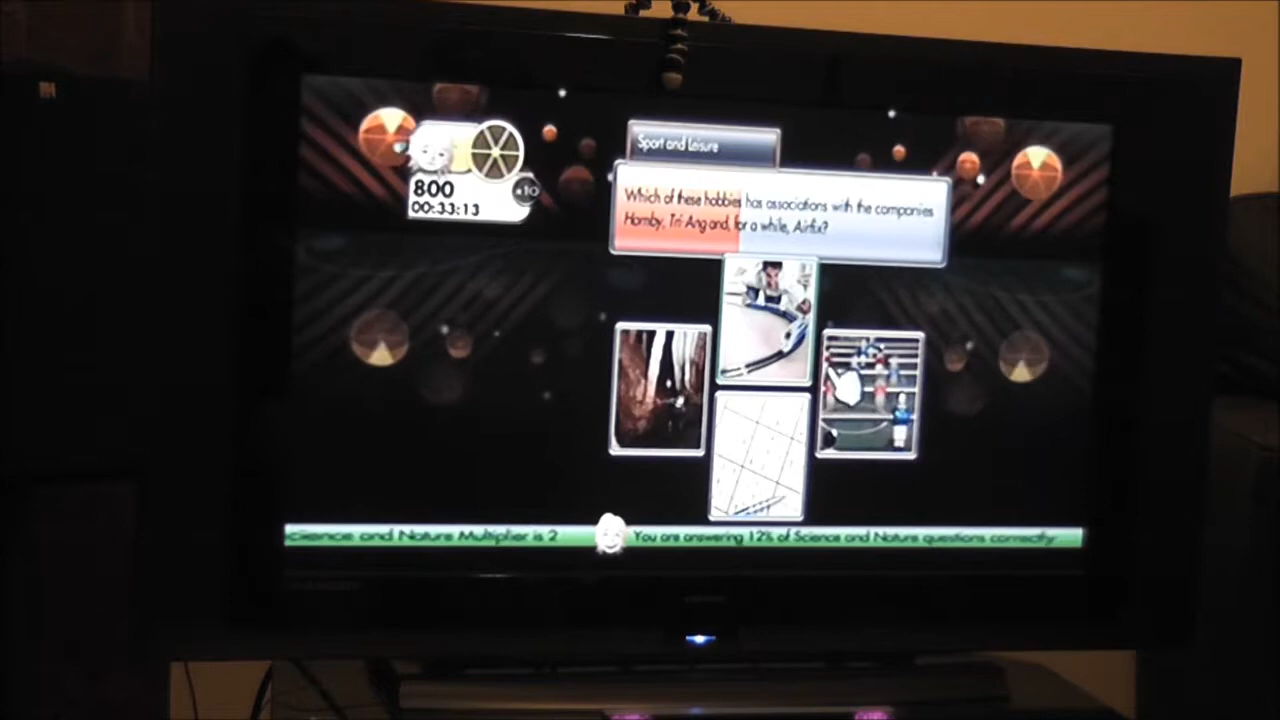 Sport and Leisure
Which of these hobbies has associations with the companies
Hornby, Tri-Ang and, for a while, Airfix?
800
x10
00:33:13
Science and Nature Multiplier is 2
You are answering 12% of Science and Nature questions correctly